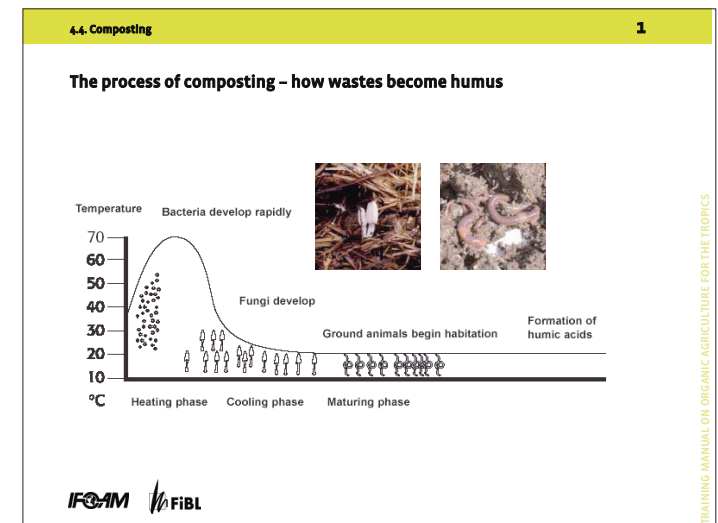 4.4. Composting
1
The process of composting – how wastes become humus
Temperature
Bacteria develop rapidly
70
60
50
40
30
20
10
°C
Fungi develop
Ground animals begin habitation
Formation of
humic acids
Heating phase
Cooling phase
Maturing phase
IFOAM
FiBL
TRAINING MANUAL ON ORGANIC AGRICULTURE FOR THE TROPICS